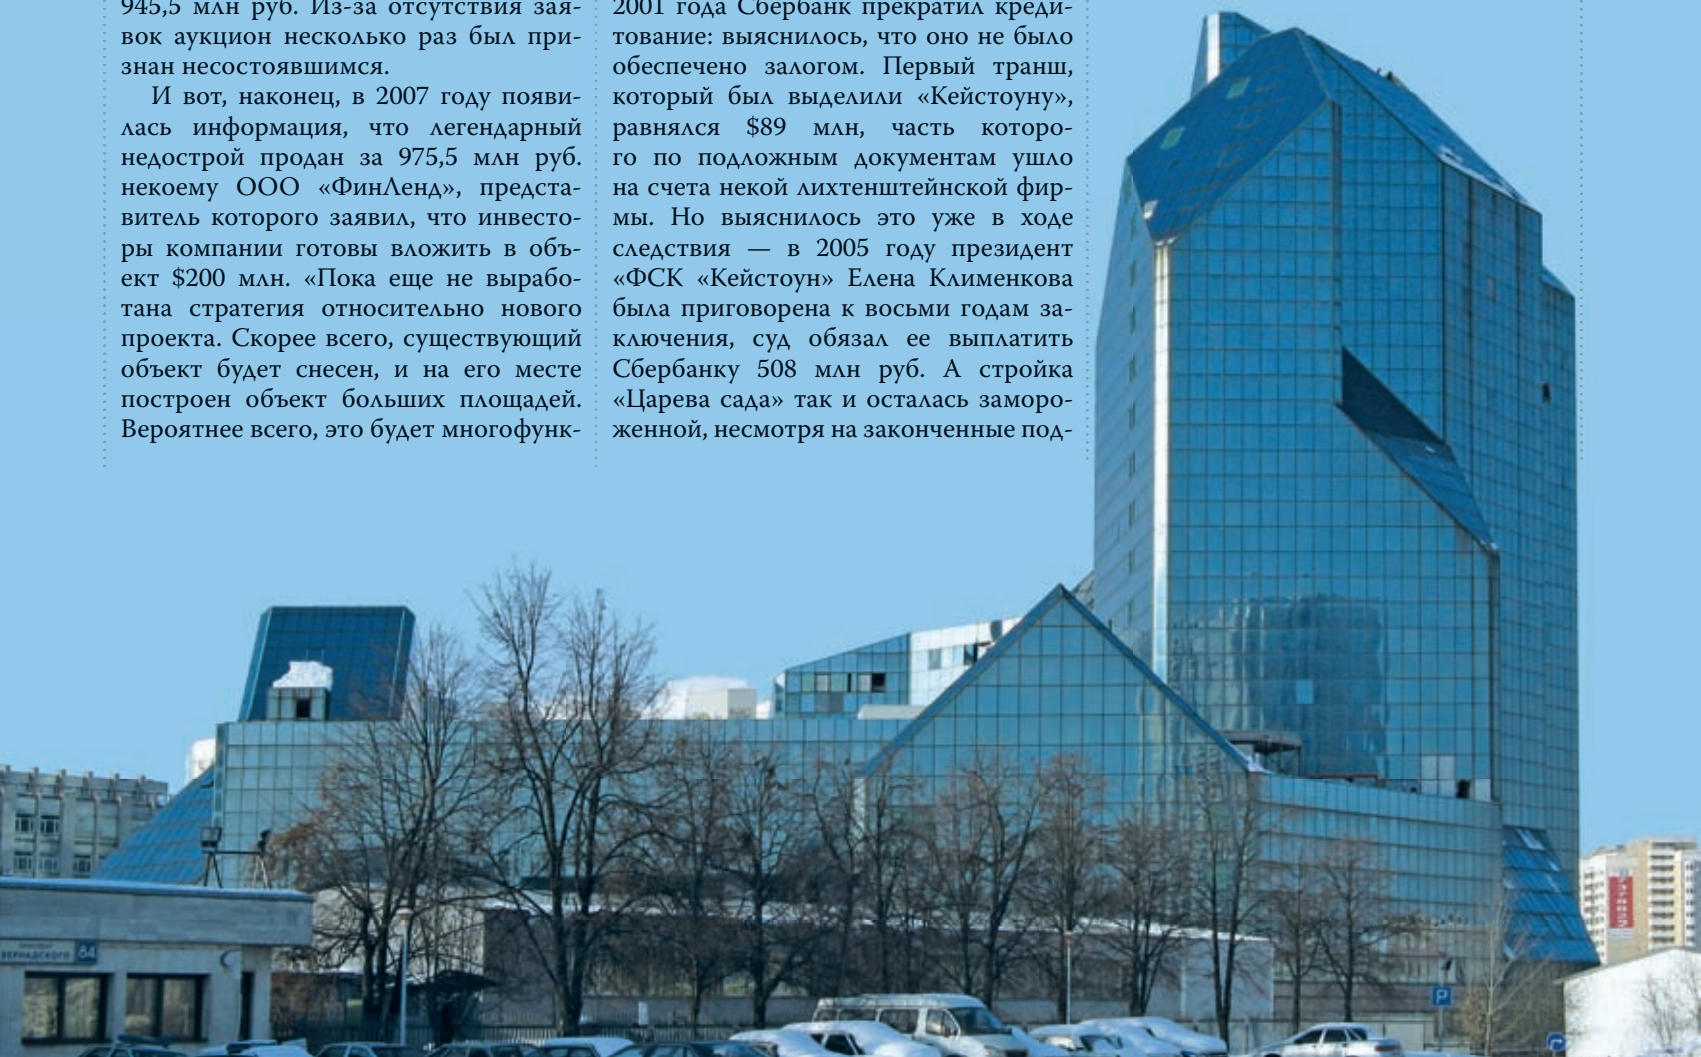 945,5 млн руб. Из-за отсутствия зая-
вок аукцион несколько раз был при-
знан несостоявшимся.
И вот, наконец, в 2007 году появи-
лась информация, что легендарный
недострой продан за 975,5 млн руб.
некоему ООО «ФинЛенд», предста-
витель которого заявил, что инвесто-
ры компании готовы вложить в объ-
ект $200 млн. «Пока еще не вырабо-
тана стратегия относительно нового
проекта. Скорее всего, существующий
объект будет снесен, и на его месте
построен объект больших площадей.
Вероятнее всего, это будет многофунк-
2001 года Сбербанк прекратил креди-
тование: выяснилось, что оно не было
обеспечено залогом. Первый транш,
который был выделили «Кейстоуну»,
равнялся $89 млн, часть которо-
го по подложным документам ушло
на счета некой лихтенштейнской фир-
мы. Но выяснилось это уже в ходе
следствия — в 2005 году президент
«ФСК «Кейстоун» Елена Клименкова
была приговорена к восьми годам за-
ключения, суд обязал ее выплатить
Сбербанку 508 млн руб. А стройка
«Царева сада» так и осталась заморо-
женной, несмотря на законченные под-
ПРОСПЕКТ
ВЕРНАДСКОГО 84
P